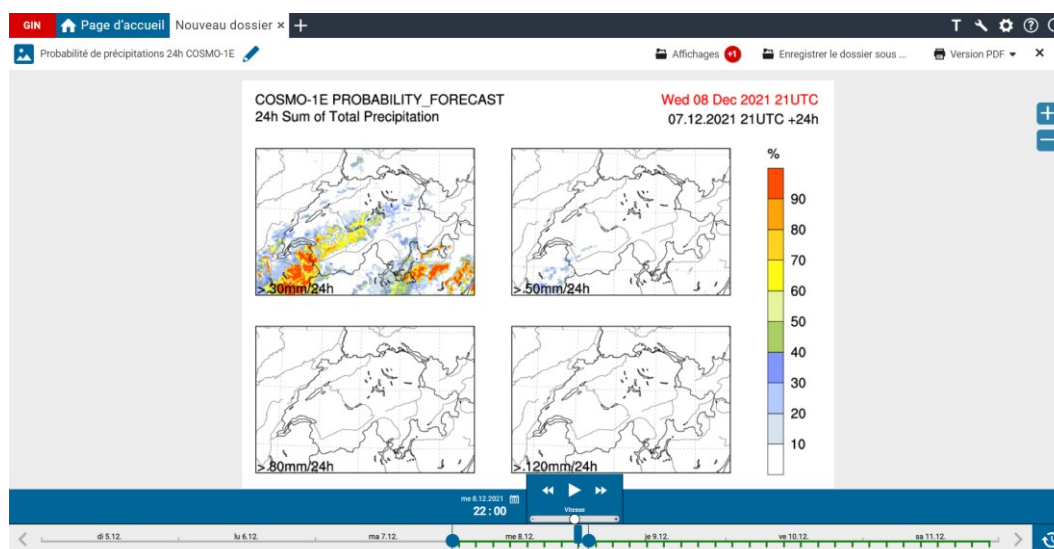 GIN Page d'accueil Nouveau dossier × + T
Probabilité de précipitations 24h COSMO-1E Affichages +1 Enregistrer le dossier sous ... Version PDF ×
COSMO-1E PROBABILITY_FORECAST Wed 08 Dec 2021 21UTC
24h Sum of Total Precipitation 07.12.2021 21UTC +24h
%
90
80
70
60
50
40
30
20
10
>.30mm/24h >.50mm/24h
>.80mm/24h >.120mm/24h
me 8.12.2021
22:00
Vitesse
di 5.12. lu 6.12. ma 7.12. me 8.12. je 9.12. ve 10.12. sa 11.12.